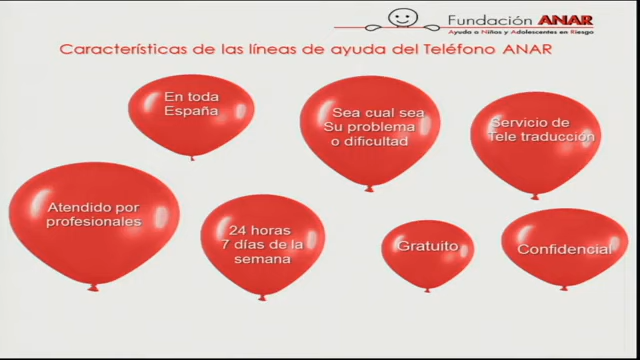 Fundación ANAR
Ayuda a Niños y Adolescentes en Riesgo
Características de las líneas de ayuda del Teléfono ANAR
En toda
España
Sea cual sea
Su problema
o dificultad
Servicio de
Tele traducción
Atendido por
profesionales
24 horas
7 días de la
semana
Gratuito
Confidencial